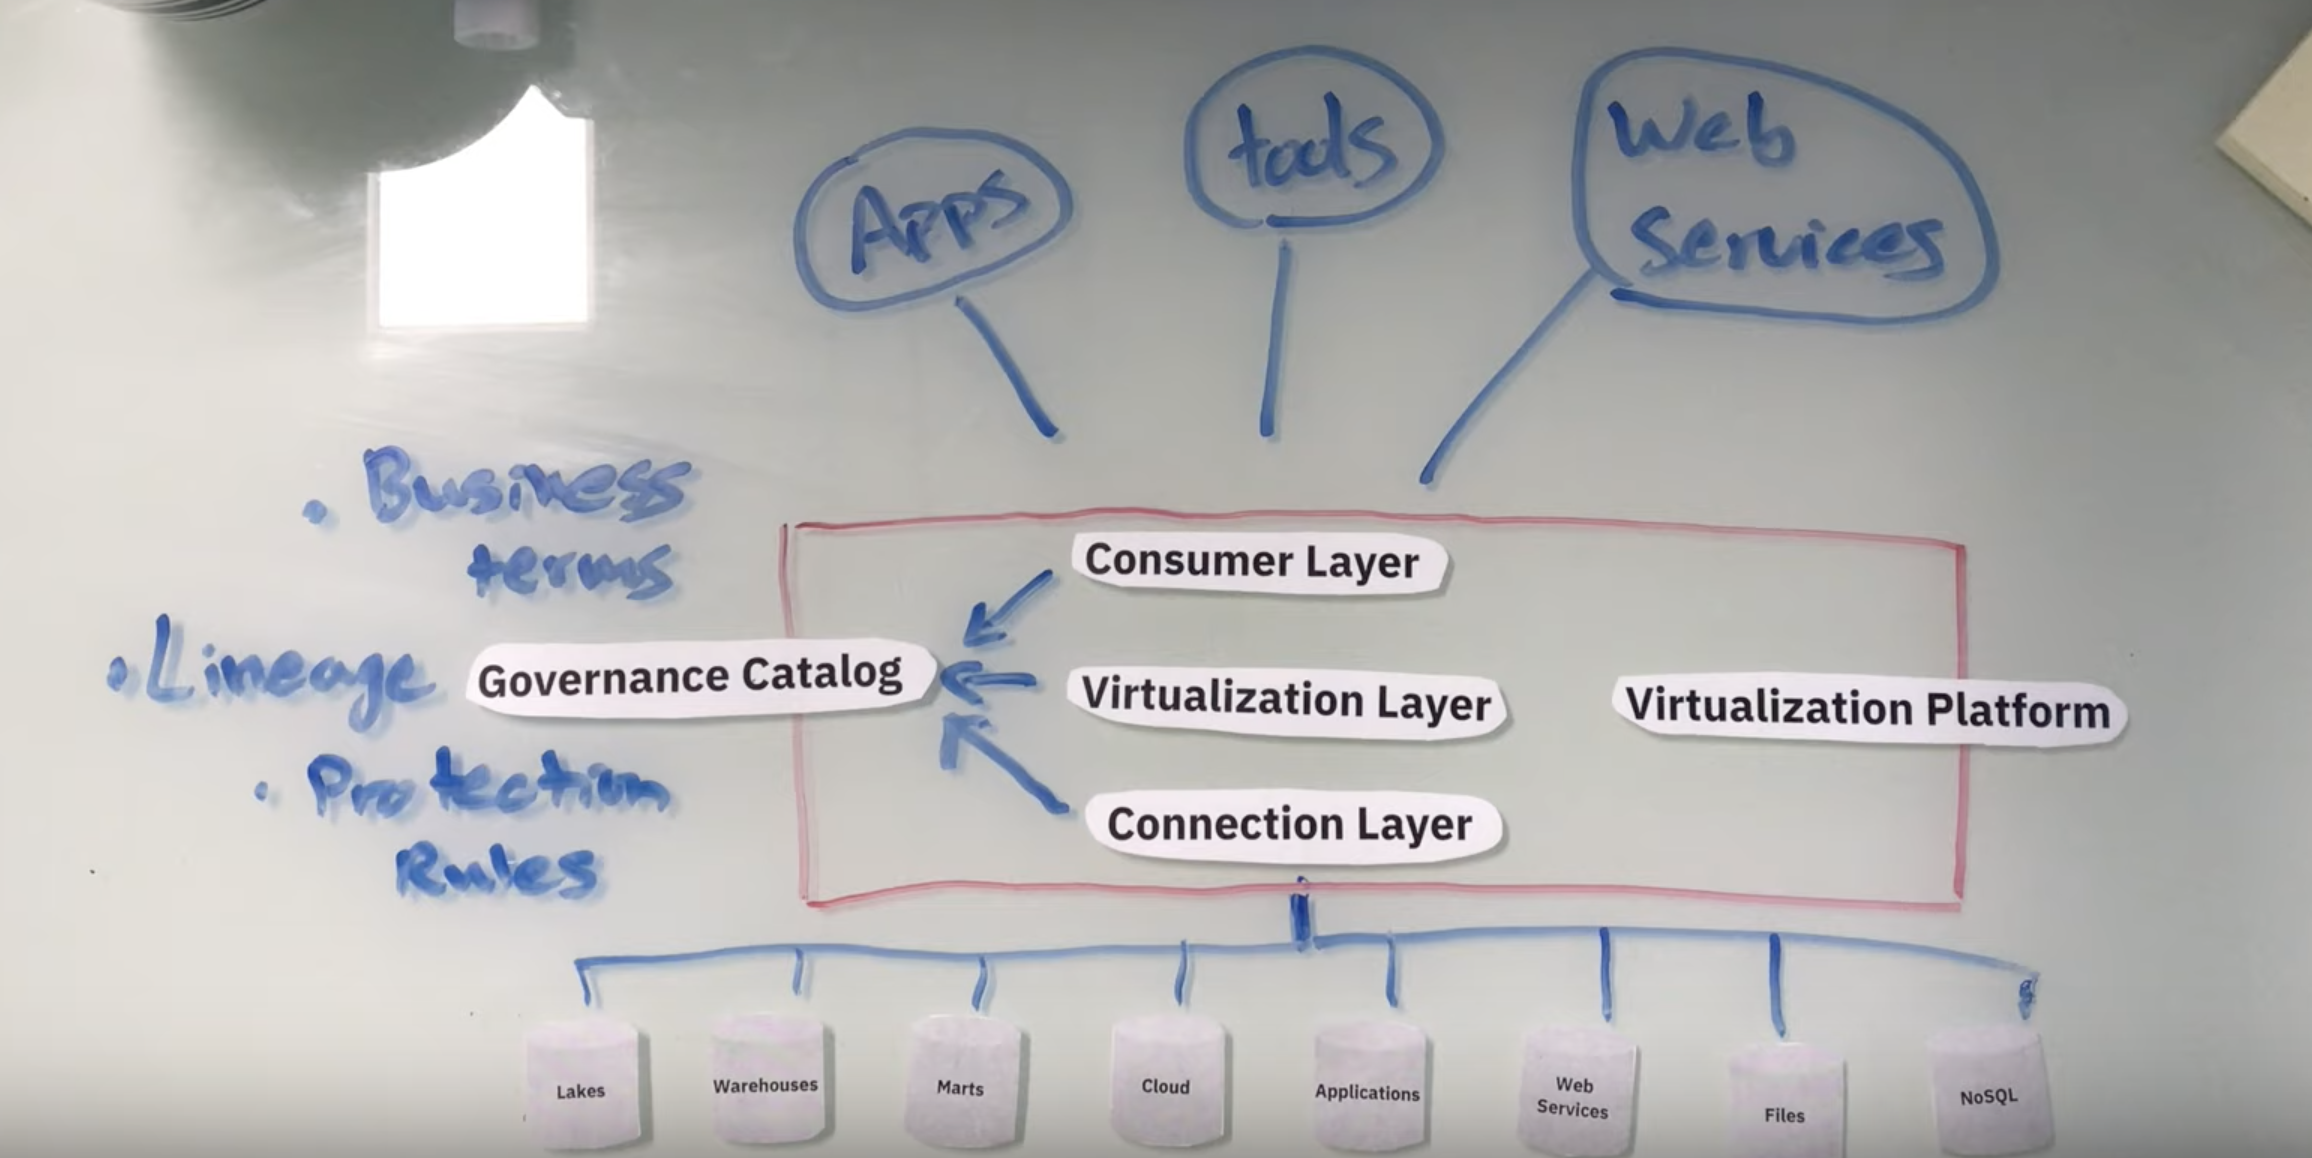 Apps
tools
Web
Services
• Business
terms
• Lineage
• Protection
Rules
Consumer Layer
Governance Catalog
Virtualization Layer
Virtualization Platform
Connection Layer
Lakes
Warehouses
Marts
Cloud
Applications
Web
Services
Files
NoSQL